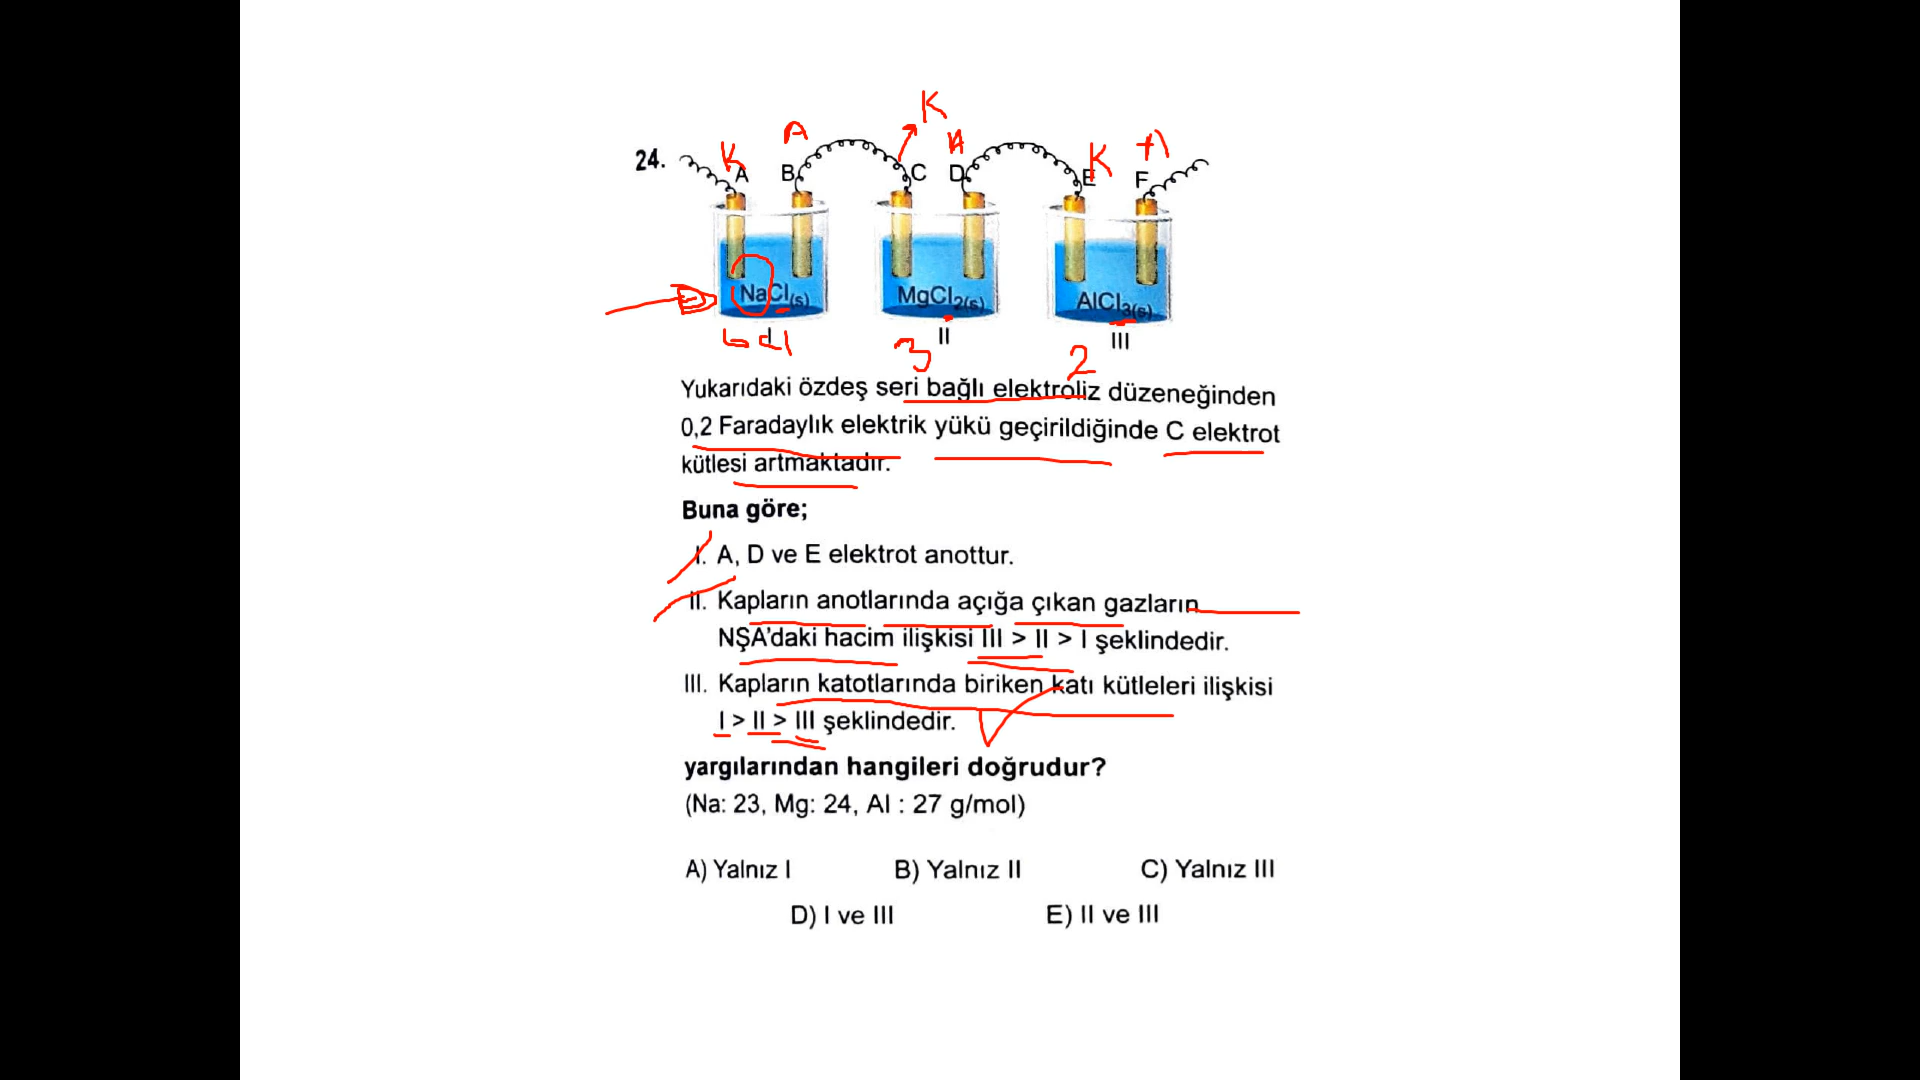 K
A
K
A
K
A
24.
A
B
C
D
E
F
NaCl(s)
MgCl2(s)
AlCl3(s)
I
II
III
3
2
Yukarıdaki özdeş seri bağlı elektroliz düzeneğinden
0,2 Faradaylık elektrik yükü geçirildiğinde C elektrot
kütlesi artmaktadır.
Buna göre;
I. A, D ve E elektrot anottur.
II. Kapların anotlarında açığa çıkan gazların
NŞA'daki hacim ilişkisi III > II > I şeklindedir.
III. Kapların katotlarında biriken katı kütleleri ilişkisi
I > II > III şeklindedir.
yargılarından hangileri doğrudur?
(Na: 23, Mg: 24, Al : 27 g/mol)
A) Yalnız I
B) Yalnız II
C) Yalnız III
D) I ve III
E) II ve III